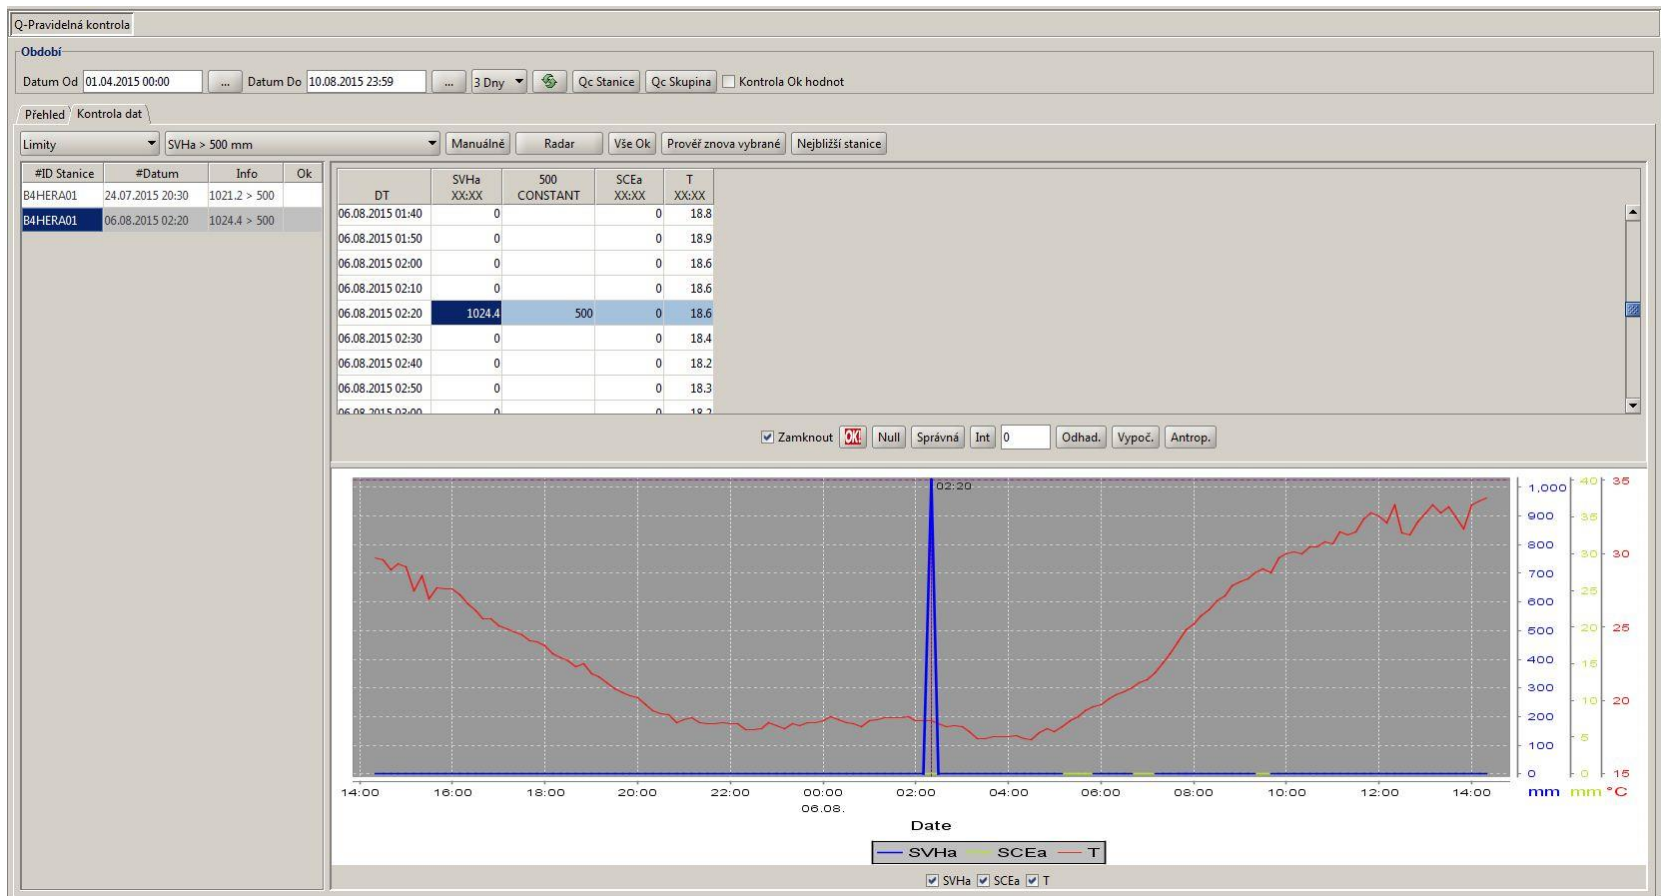 Q-Pravidelná kontrola
Období
Datum Od 01.04.2015 00:00 ... Datum Do 10.08.2015 23:59 ... 3 Dny Qc Stanice Qc Skupina Kontrola Ok hodnot
Přehled Kontrola dat
Limity SVHa > 500 mm Manuálně Radar Vše Ok Prověř znova vybrané Nejbližší stanice
#ID Stanice #Datum Info Ok
B4HERA01 24.07.2015 20:30 1021.2 > 500
B4HERA01 06.08.2015 02:20 1024.4 > 500
SVHa 500 SCEa T
DT XX:XX CONSTANT XX:XX XX:XX
06.08.2015 01:40 0 0 18.8
06.08.2015 01:50 0 0 18.9
06.08.2015 02:00 0 0 18.6
06.08.2015 02:10 0 0 18.6
06.08.2015 02:20 1024.4 500 0 18.6
06.08.2015 02:30 0 0 18.4
06.08.2015 02:40 0 0 18.2
06.08.2015 02:50 0 0 18.3
06.08.2015 03:00 0 0 18.2
Zamknout OK! Null Správná Int 0 Odhad. Vypoč. Antrop.
02:20
1,000 40 35
900 35
800 30 30
700
600 25
500 20 25
400 15
300 10 20
200 5
100
0 0 15
14:00 16:00 18:00 20:00 22:00 00:00 02:00 04:00 06:00 08:00 10:00 12:00 14:00 mm mm °C
06.08.
Date
SVHa SCEa T
SVHa SCEa T